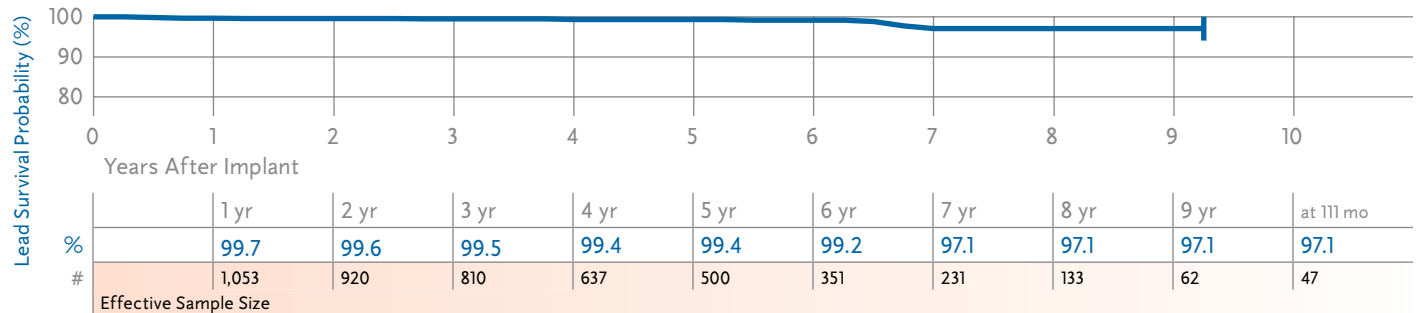 Lead Survival Probability (%)
100
90
80
0 1 2 3 4 5 6 7 8 9 10
Years After Implant
1 yr 2 yr 3 yr 4 yr 5 yr 6 yr 7 yr 8 yr 9 yr at 111 mo
% 99.7 99.6 99.5 99.4 99.4 99.2 97.1 97.1 97.1 97.1
# 1,053 920 810 637 500 351 231 133 62 47
Effective Sample Size